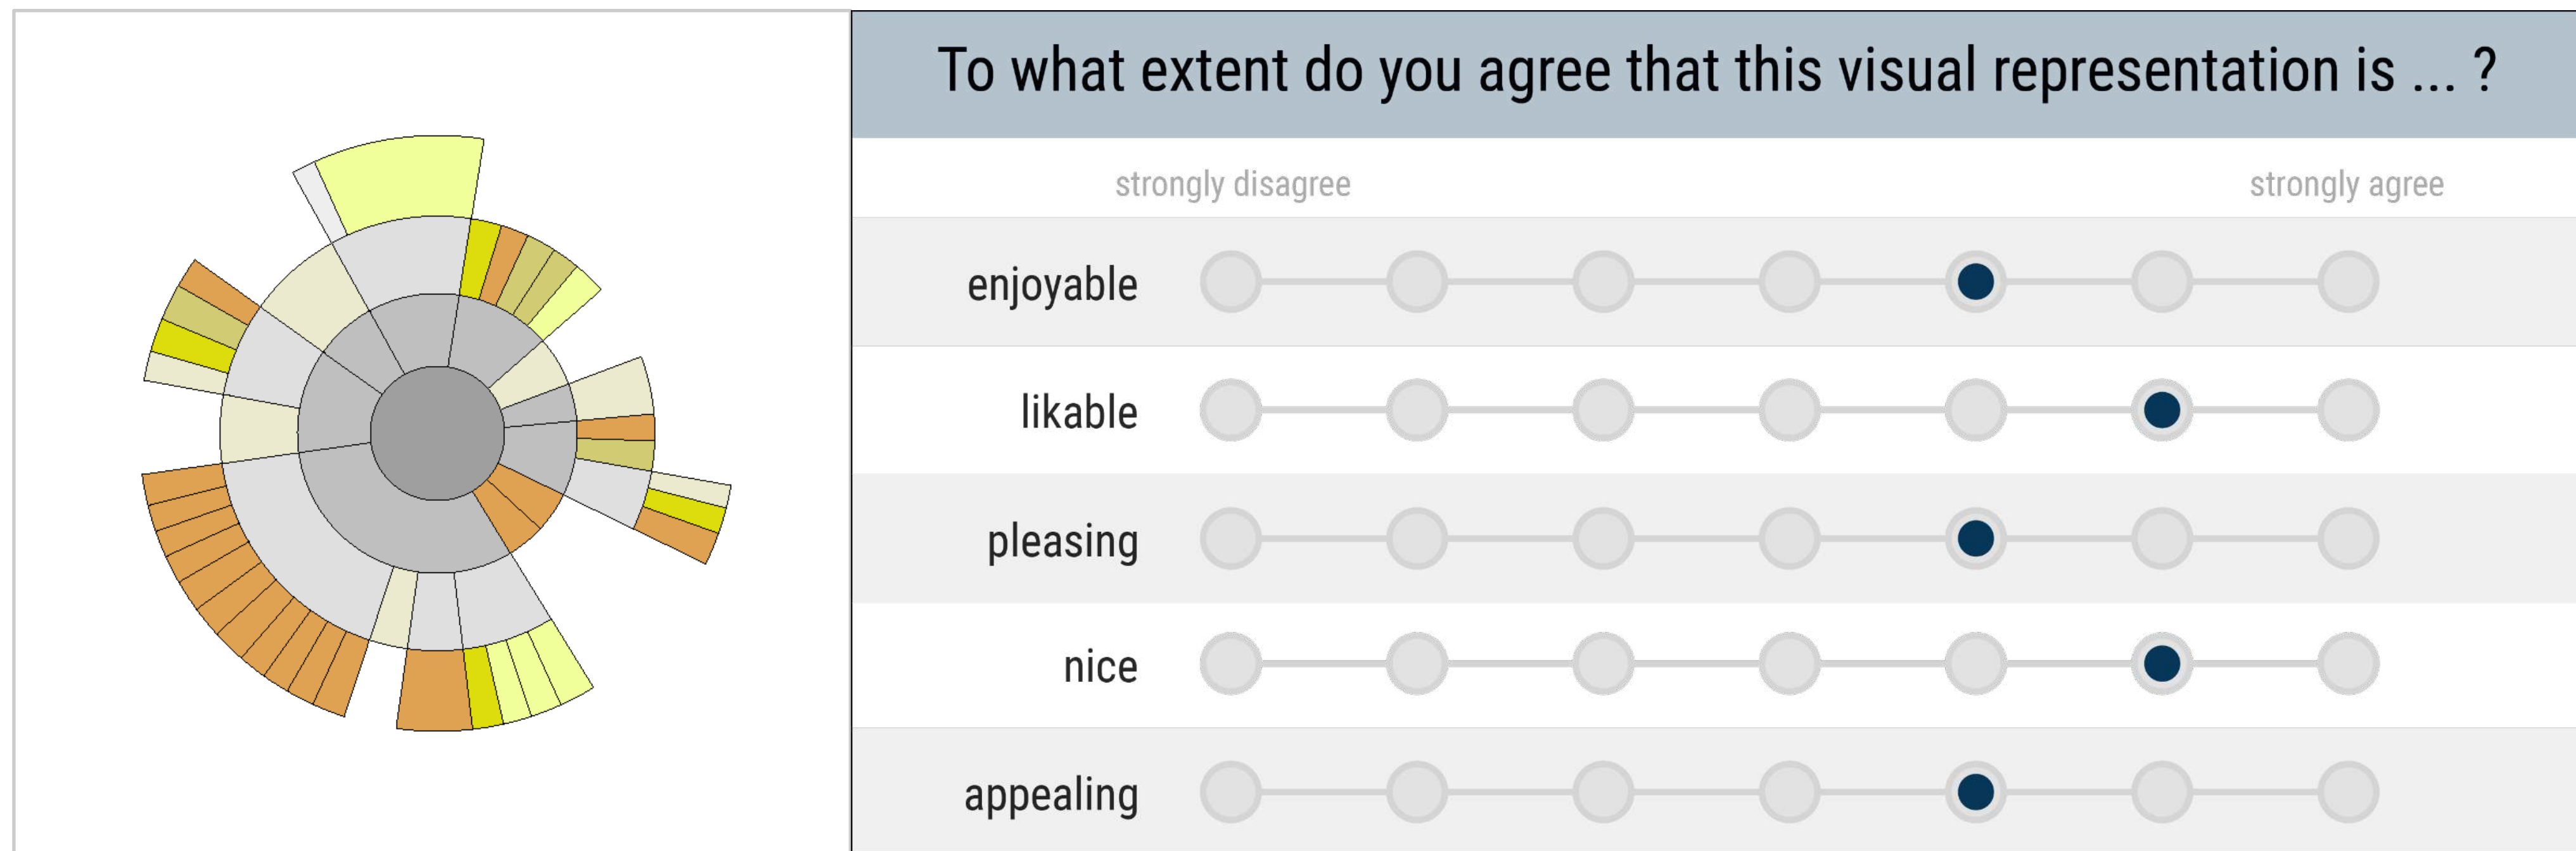 To what extent do you agree that this visual representation is ... ?
strongly disagree strongly agree
enjoyable
likable
pleasing
nice
appealing